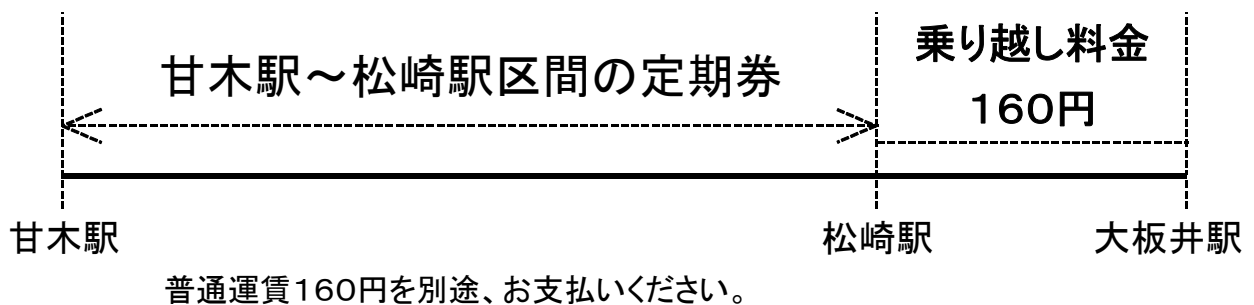 甘木駅～松崎駅区間の定期券
乗り越し料金
１６０円
甘木駅
松崎駅
大板井駅
普通運賃１６０円を別途、お支払いください。